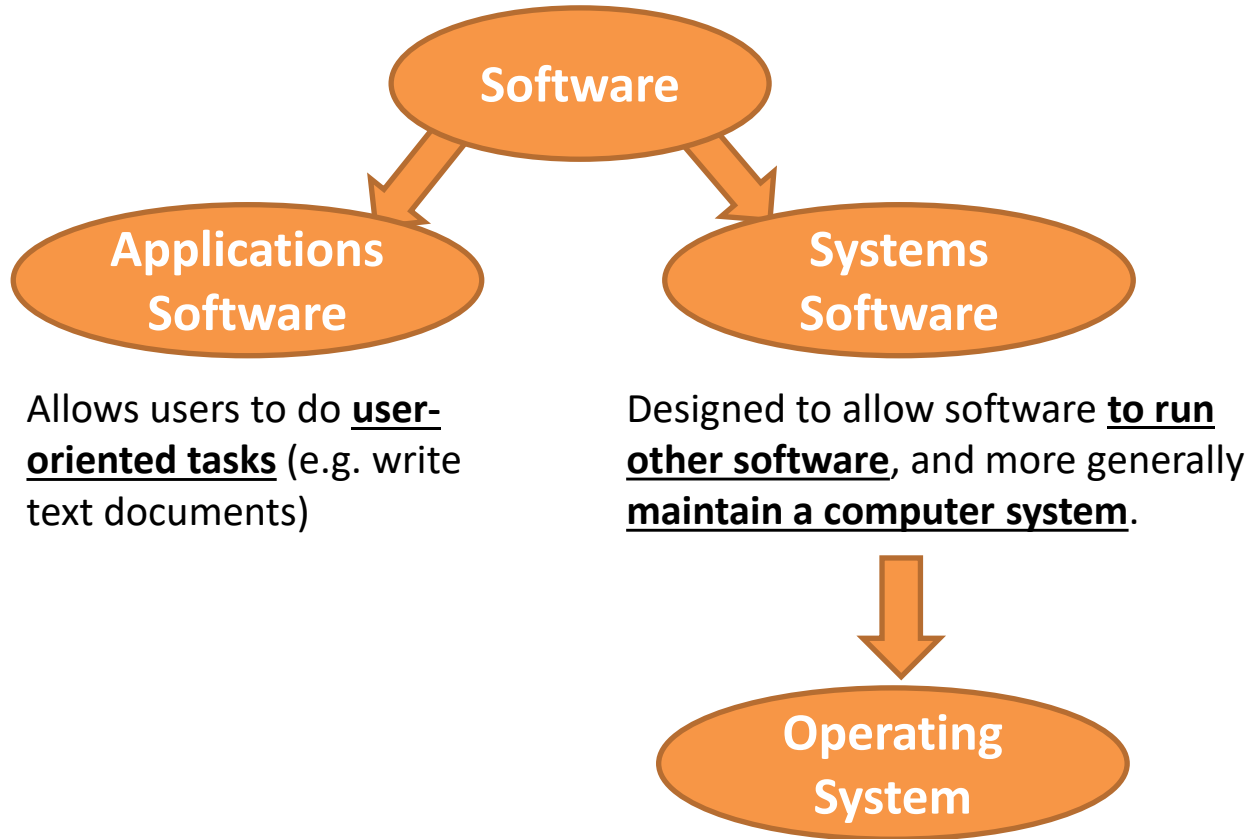 Software
Applications
Software
Systems
Software
Allows users to do user-
oriented tasks (e.g. write
text documents)
Designed to allow software to run
other software, and more generally
maintain a computer system.
Operating
System